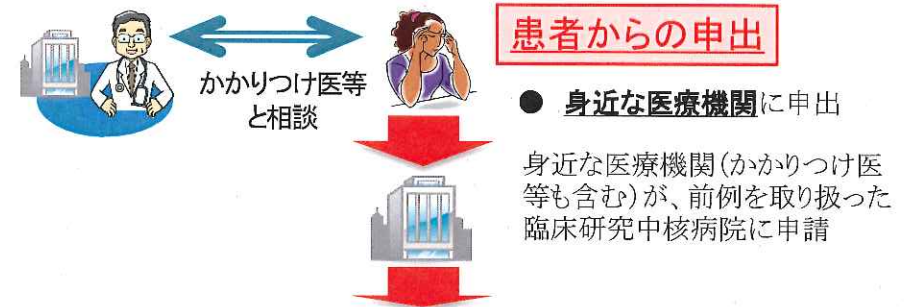 患者からの申出
かかりつけ医等
と相談
● 身近な医療機関に申出
身近な医療機関(かかりつけ医
等も含む)が、前例を取り扱った
臨床研究中核病院に申請